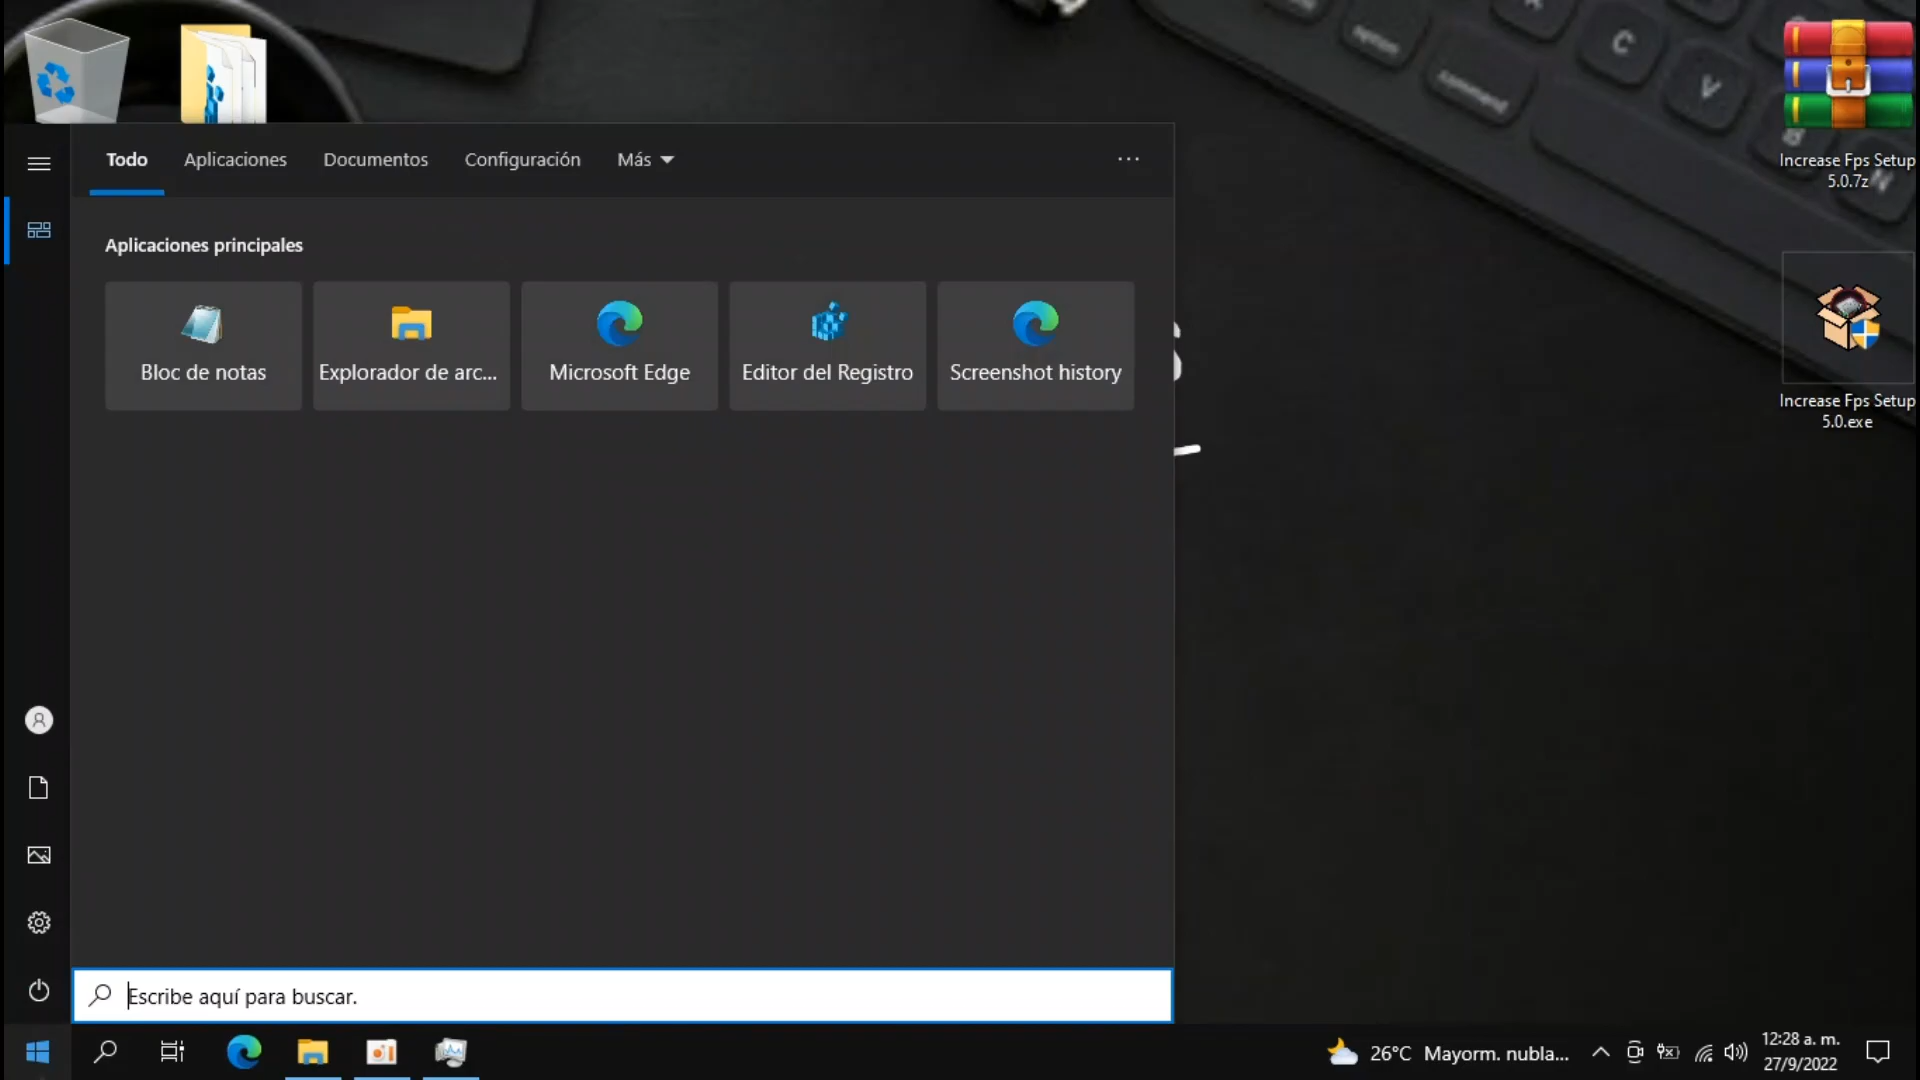 option
command
C
V
B
N
Increase Fps Setup
5.0.7z
Todo
Aplicaciones
Documentos
Configuración
Más
Aplicaciones principales
Bloc de notas
Explorador de arc...
Microsoft Edge
Editor del Registro
Screenshot history
S
Increase Fps Setup
5.0.exe
Escribe aquí para buscar.
26°C Mayorm. nubla...
12:28 a. m.
27/9/2022